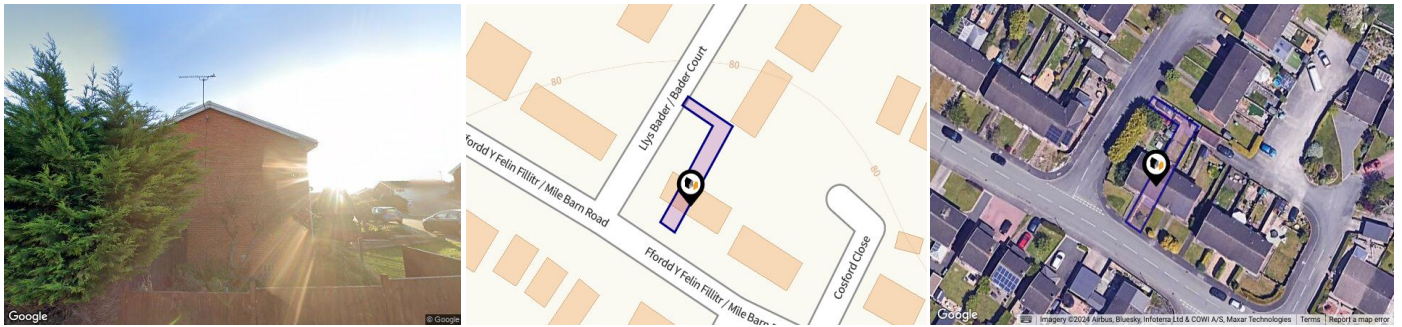 Google
© Google
80
80
80
Llys Bader / Bader Court
Ffordd Y Felin Fillitr / Mile Barn Road
Ffordd Y Felin Fillitr / Mile Barn
Cosford Close
Google
Imagery ©2024 Airbus, Bluesky, Infoterra Ltd & COWI A/S, Maxar Technologies
Terms
Report a map error